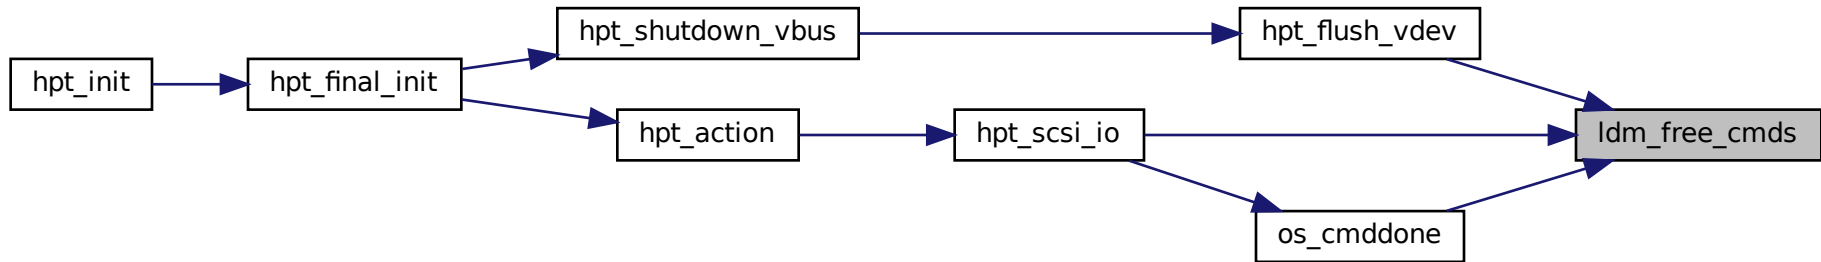 hpt_shutdown_vbus
hpt_flush_vdev
hpt_init
hpt_final_init
hpt_action
hpt_scsi_io
ldm_free_cmds
os_cmddone